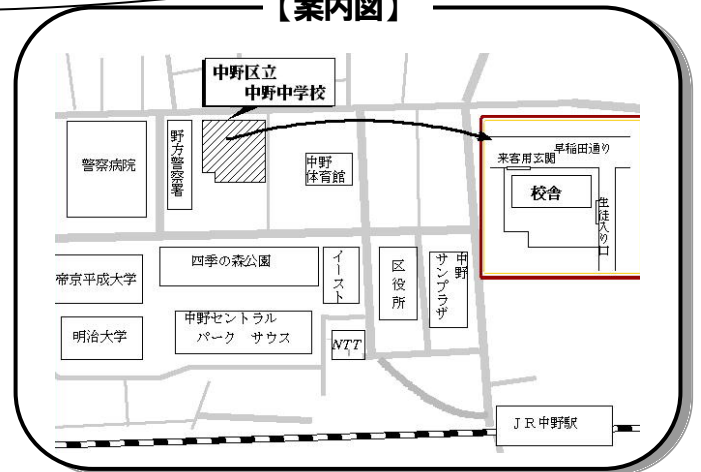 【案内図】
中野区立
中野中学校
警察病院
野方警察署
中野
体育館
早稲田通り
来客用玄関
校舎
生徒入り口
帝京平成大学
四季の森公園
イースト
区役所
中野
サンプラザ
明治大学
中野セントラル
パーク サウス
NTT
JR中野駅